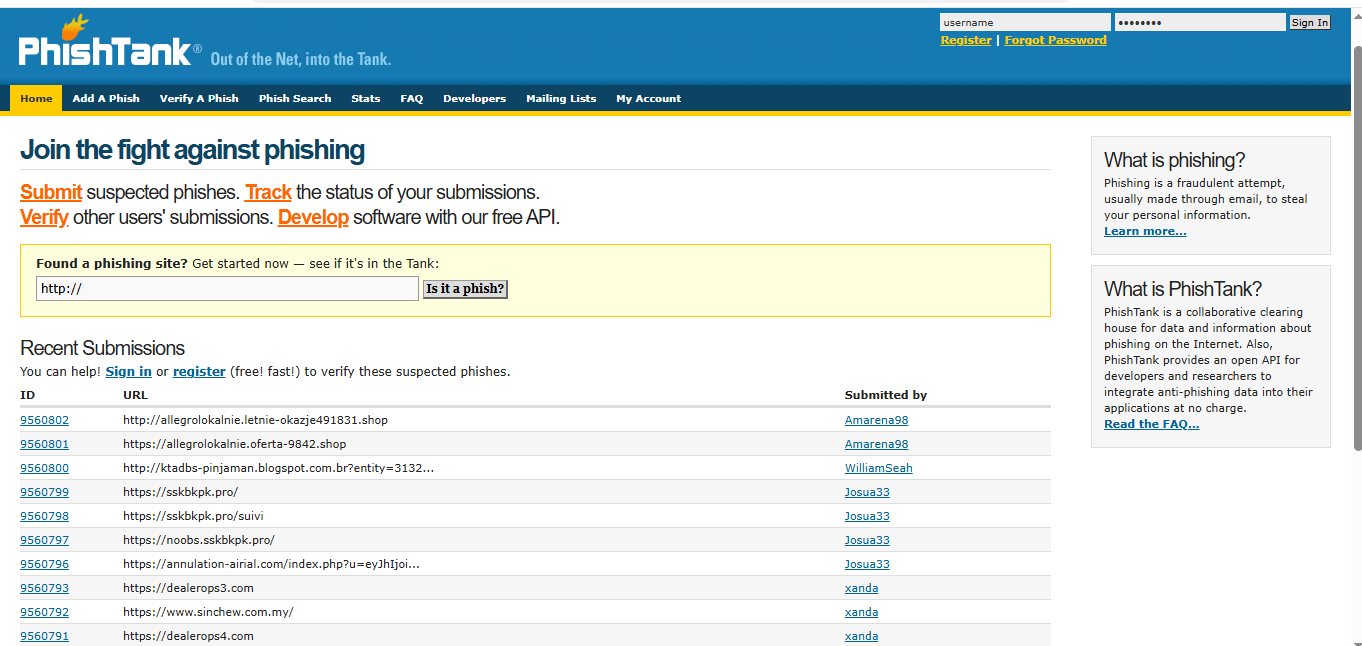 username •••••••• Sign In
Register | Forgot Password
PhishTank® Out of the Net, into the Tank.
Home Add A Phish Verify A Phish Phish Search Stats FAQ Developers Mailing Lists My Account
Join the fight against phishing
Submit suspected phishes. Track the status of your submissions.
Verify other users' submissions. Develop software with our free API.
Found a phishing site? Get started now — see if it's in the Tank:
http:// Is it a phish?
Recent Submissions
You can help! Sign in or register (free! fast!) to verify these suspected phishes.
ID URL Submitted by
9560802 http://allegrolokalnie.letnie-okazje491831.shop Amarena98
9560801 https://allegrolokalnie.oferta-9842.shop Amarena98
9560800 http://ktadbs-pinjaman.blogspot.com.br?entity=3132... WilliamSeah
9560799 https://sskbkpk.pro/ Josua33
9560798 https://sskbkpk.pro/suivi Josua33
9560797 https://noobs.sskbkpk.pro/ Josua33
9560796 https://annulation-airial.com/index.php?u=eyJhIjoi... Josua33
9560793 https://dealerops3.com xanda
9560792 https://www.sinchew.com.my/ xanda
9560791 https://dealerops4.com xanda
What is phishing?
Phishing is a fraudulent attempt,
usually made through email, to steal
your personal information.
Learn more...
What is PhishTank?
PhishTank is a collaborative clearing
house for data and information about
phishing on the Internet. Also,
PhishTank provides an open API for
developers and researchers to
integrate anti-phishing data into their
applications at no charge.
Read the FAQ...